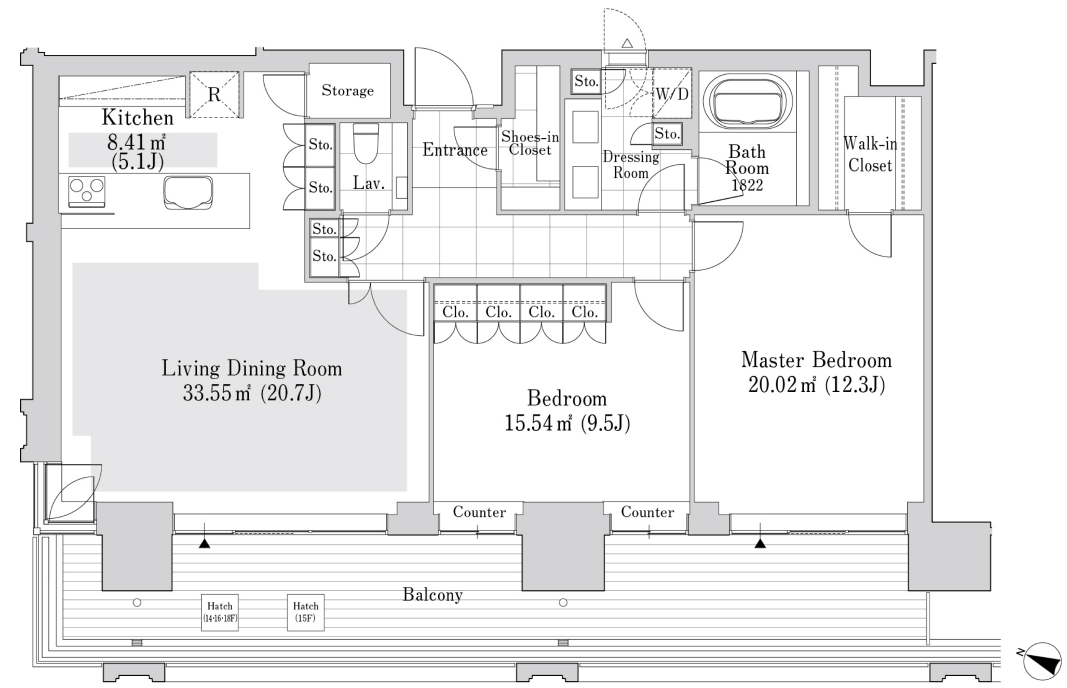 R
Kitchen
8.41㎡
(5.1J)
Storage
Sto.
Sto.
Lav.
Entrance
Shoes-in
Closet
Sto.
W/D
Sto.
Dressing
Room
Bath
Room
1822
Walk-in
Closet
Sto.
Sto.
Clo.
Clo.
Clo.
Clo.
Living Dining Room
33.55㎡ (20.7J)
Bedroom
15.54㎡ (9.5J)
Master Bedroom
20.02㎡ (12.3J)
Counter
Counter
Balcony
Hatch
(14･16･18F)
Hatch
(15F)
N